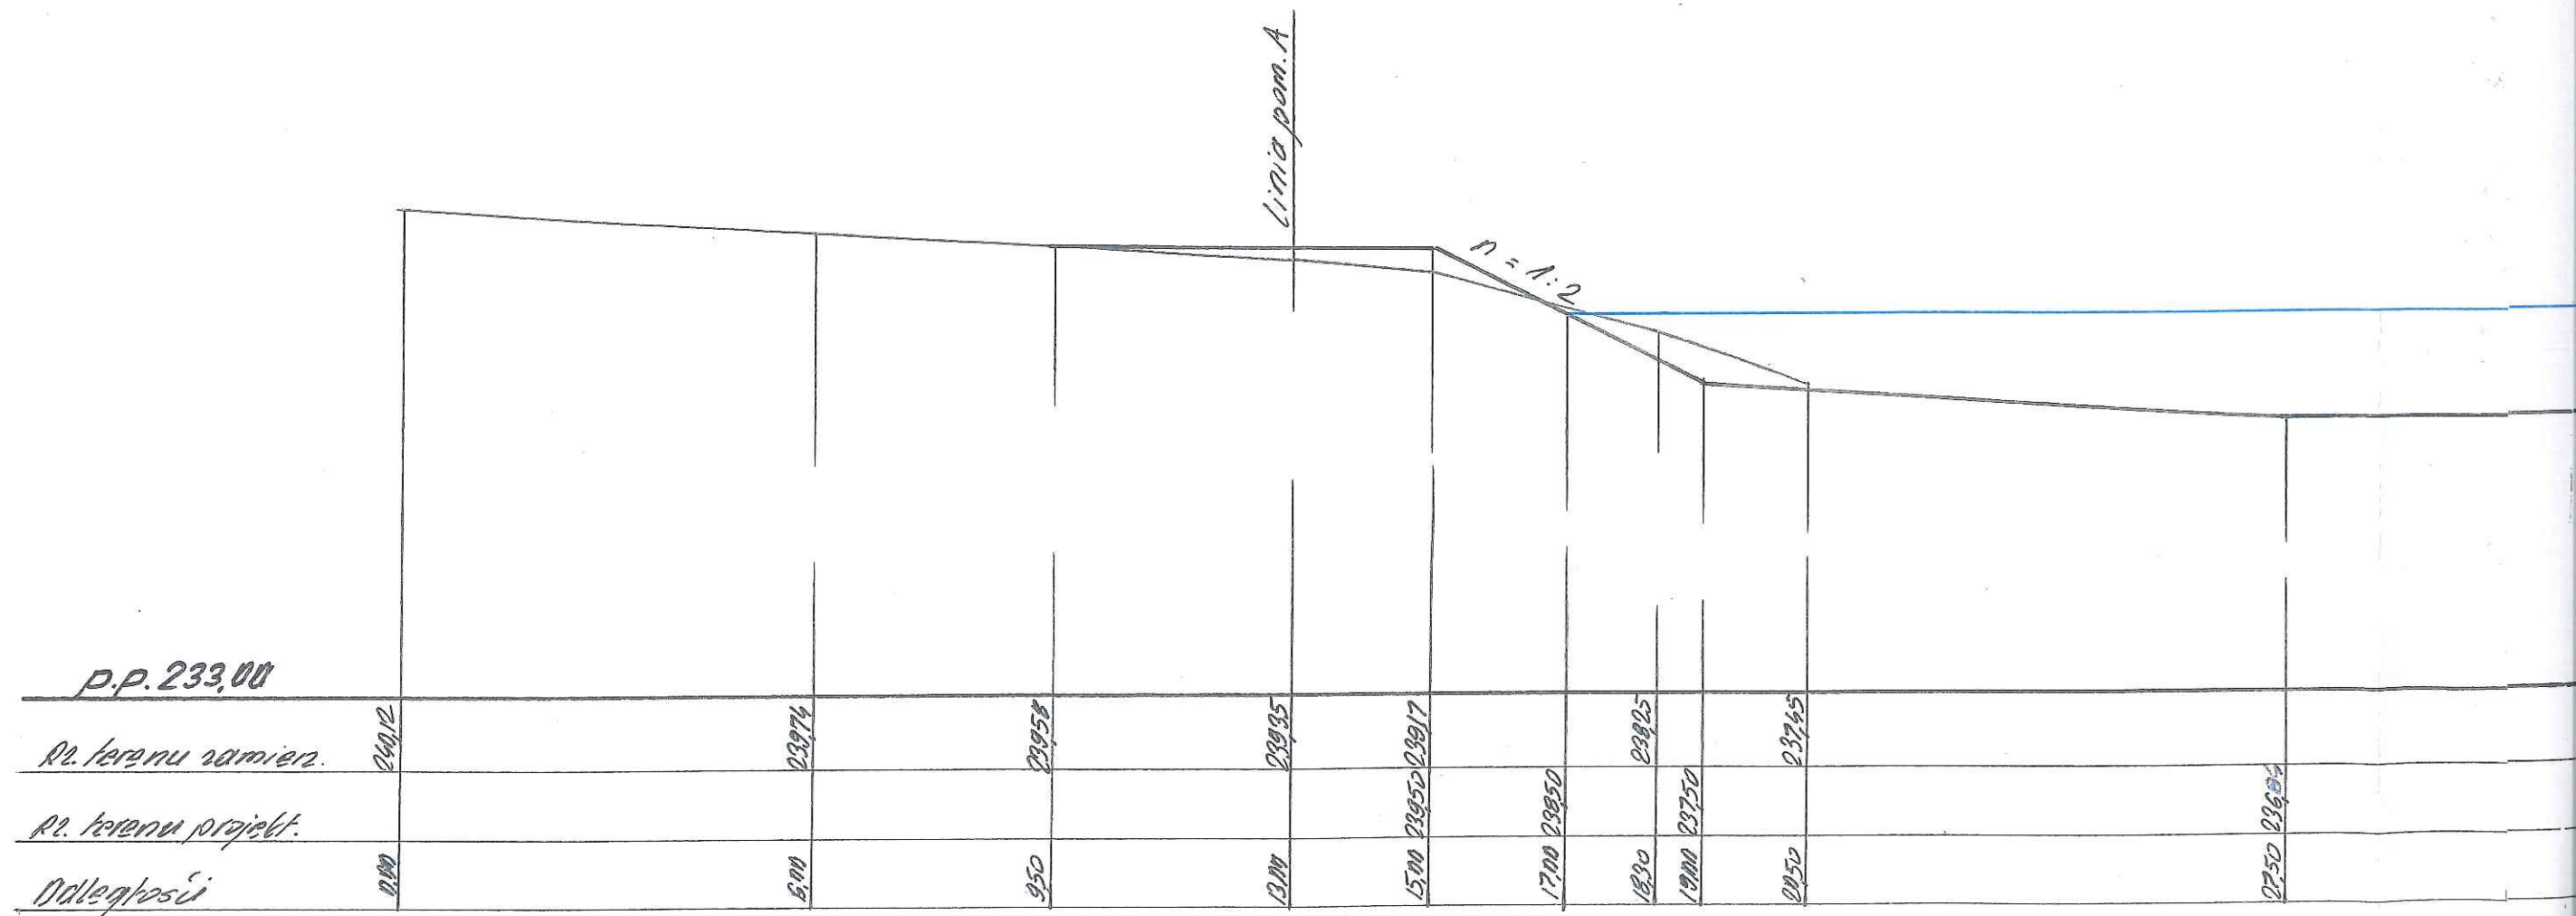 Linia pom. A
n = 1:2
p.p. 233,00
Rz. terenu zamierz. 240,12 239,74 239,58 239,35 239,17 238,25 237,45
Rz. terenu projekt. 239,50 238,50 237,50
Odległości 0,00 6,00 9,50 13,00 15,00 17,00 18,30 19,00 20,50 27,50